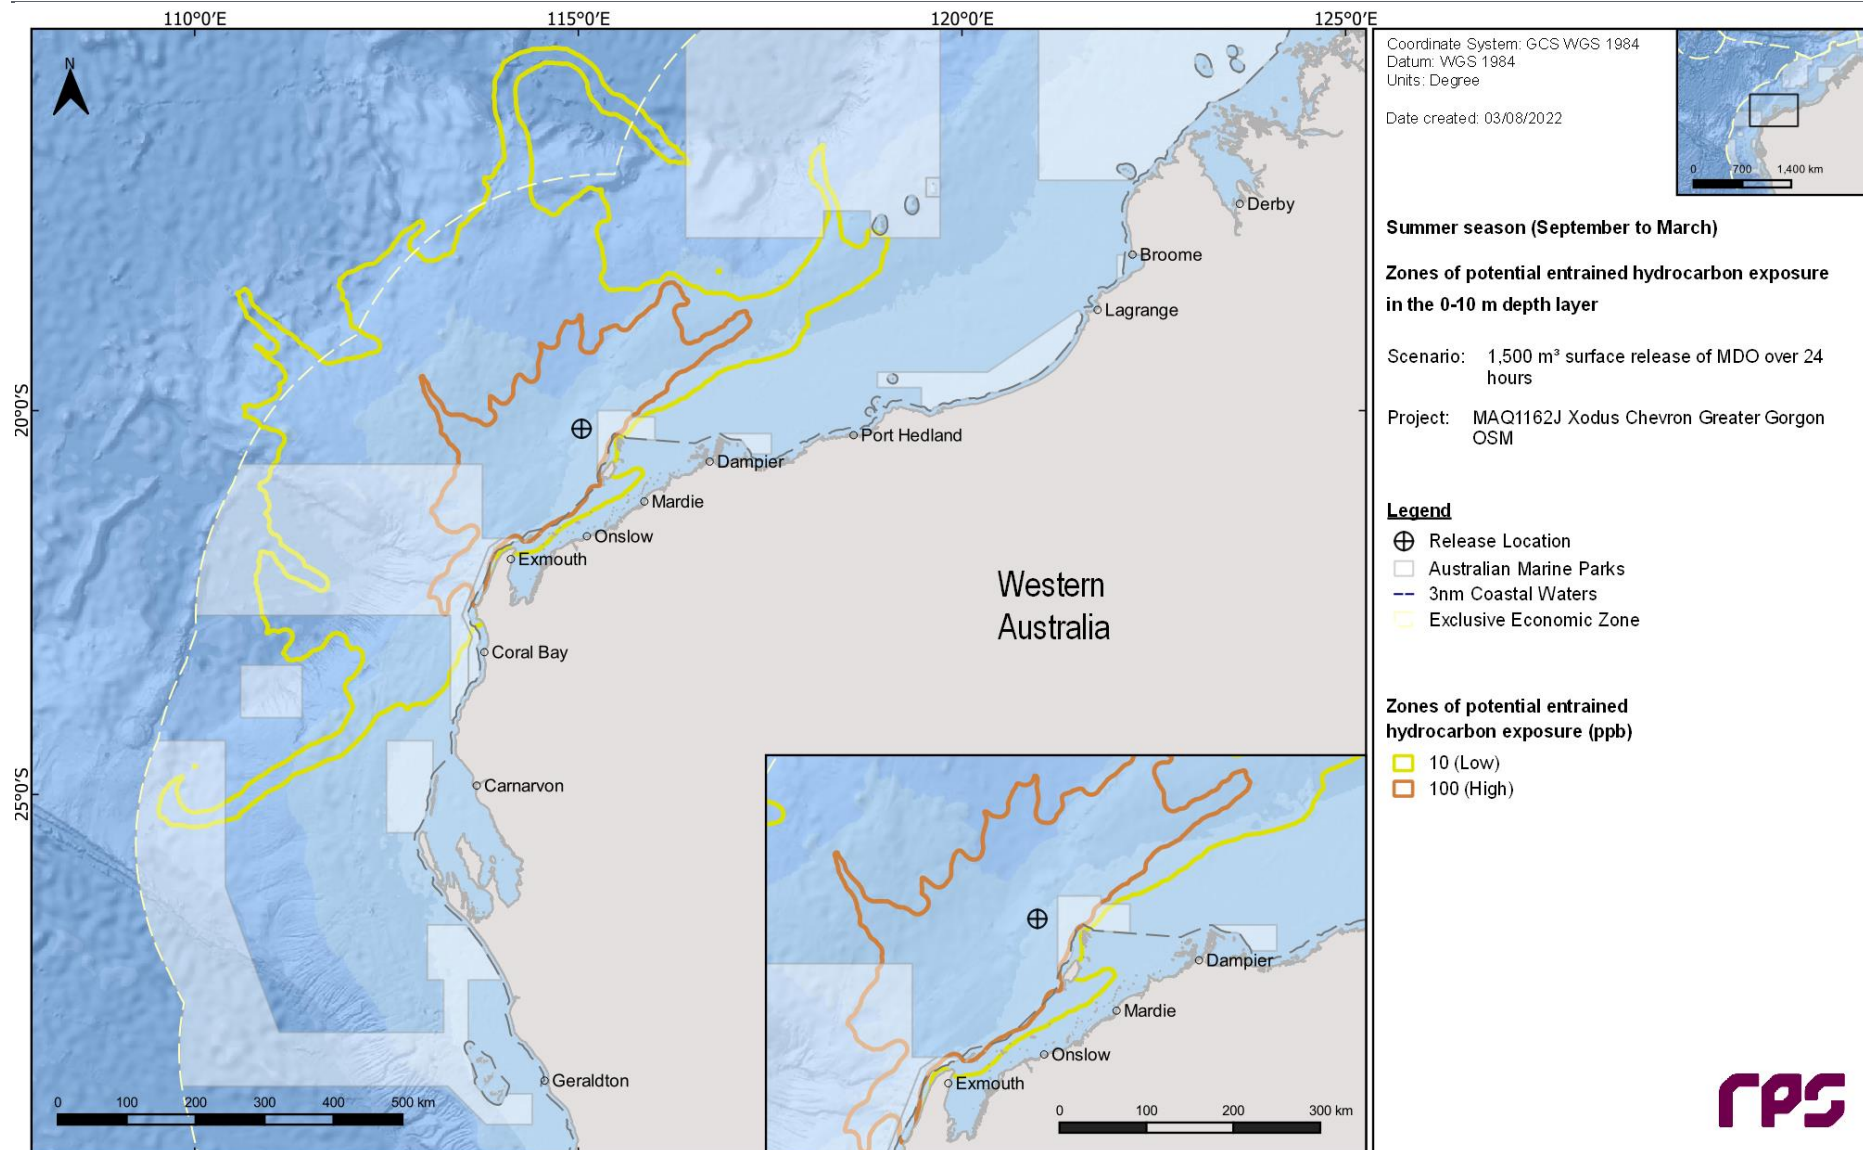 110°0'E
115°0'E
120°0'E
125°0'E
20°0'S
25°0'S
N
Derby
Broome
Lagrange
Port Hedland
Dampier
Mardie
Onslow
Exmouth
Western
Australia
Coral Bay
Carnarvon
Geraldton
0 100 200 300 400 500 km
Dampier
Mardie
Onslow
Exmouth
0 100 200 300 km
Coordinate System: GCS WGS 1984
Datum: WGS 1984
Units: Degree
Date created: 03/08/2022
0 700 1,400 km
Summer season (September to March)
Zones of potential entrained hydrocarbon exposure
in the 0-10 m depth layer
Scenario: 1,500 m³ surface release of MDO over 24
hours
Project: MAQ1162J Xodus Chevron Greater Gorgon
OSM
Legend
Release Location
Australian Marine Parks
3nm Coastal Waters
Exclusive Economic Zone
Zones of potential entrained
hydrocarbon exposure (ppb)
10 (Low)
100 (High)
rps